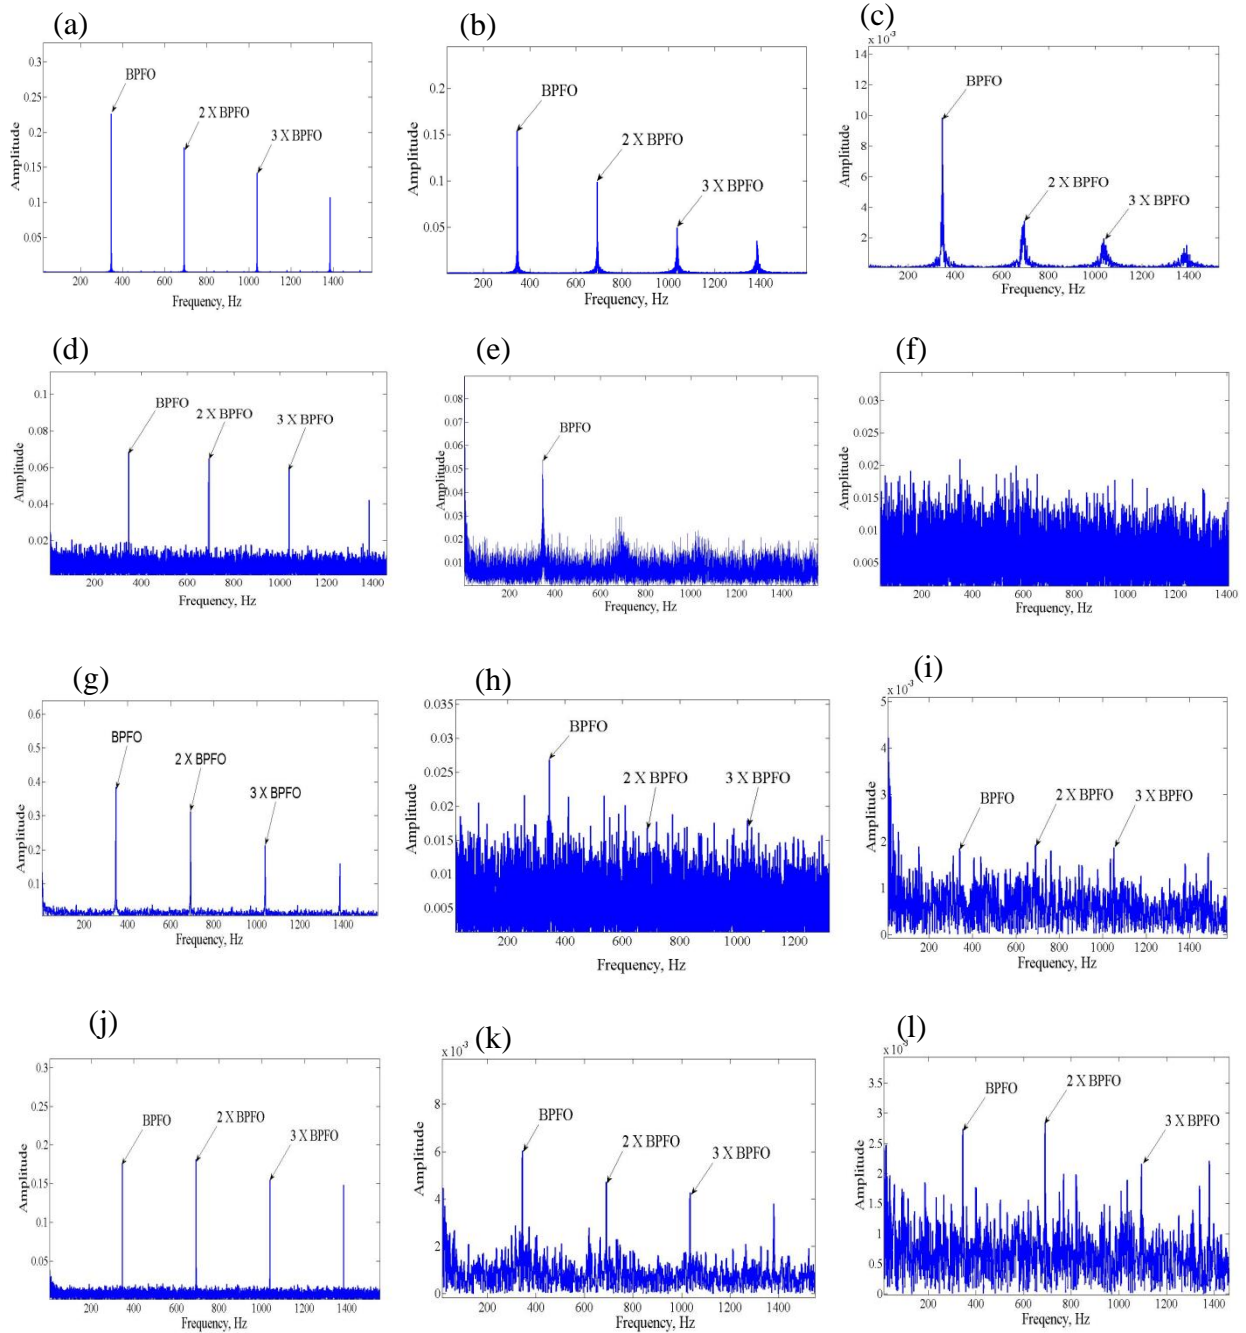 (a)
0.3
0.25
0.2
0.15
0.1
0.05
Amplitude
BPFO
2 X BPFO
3 X BPFO
200 400 600 800 1000 1200 1400
Frequency, Hz
(b)
0.2
0.15
0.1
0.05
Amplitude
BPFO
2 X BPFO
3 X BPFO
200 400 600 800 1000 1200 1400
Frequency, Hz
(c)
x 10⁻³
14
12
10
8
6
4
2
Amplitude
BPFO
2 X BPFO
3 X BPFO
200 400 600 800 1000 1200 1400
Frequency, Hz
(d)
0.1
0.08
0.06
0.04
0.02
Amplitude
BPFO
2 X BPFO
3 X BPFO
200 400 600 800 1000 1200 1400
Frequency, Hz
(e)
0.08
0.07
0.06
0.05
0.04
0.03
0.02
0.01
Amplitude
BPFO
200 400 600 800 1000 1200 1400
Frequency, Hz
(f)
0.03
0.025
0.02
0.015
0.01
0.005
Amplitude
200 400 600 800 1000 1200 1400
Frequency, Hz
(g)
0.6
0.5
0.4
0.3
0.2
0.1
Amplitude
BPFO
2 X BPFO
3 X BPFO
200 400 600 800 1000 1200 1400
Frequency, Hz
(h)
0.035
0.03
0.025
0.02
0.015
0.01
0.005
Amplitude
BPFO
2 X BPFO
3 X BPFO
200 400 600 800 1000 1200
Frequency, Hz
(i)
x 10⁻³
5
4
3
2
1
0
Amplitude
BPFO
2 X BPFO
3 X BPFO
200 400 600 800 1000 1200 1400
Frequency, Hz
(j)
0.3
0.25
0.2
0.15
0.1
0.05
Amplitude
BPFO
2 X BPFO
3 X BPFO
200 400 600 800 1000 1200 1400
Frequency, Hz
(k)
x 10⁻³
8
6
4
2
0
Amplitude
BPFO
2 X BPFO
3 X BPFO
200 400 600 800 1000 1200 1400
Frequency, Hz
(l)
x 10⁻³
3.5
3
2.5
2
1.5
1
0.5
0
Amplitude
BPFO
2 X BPFO
3 X BPFO
200 400 600 800 1000 1200 1400
Frequency, Hz